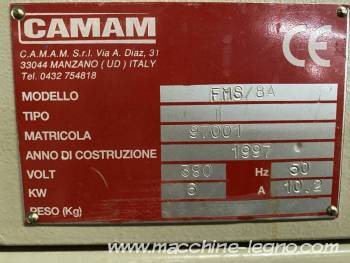 CAMAM
CE
C.A.M.A.M. S.r.l. Via A. Diaz, 31
33044 MANZANO ( UD ) ITALY
Tel. 0432 754818
MODELLO FMS/8A
TIPO
MATRICOLA 97001
ANNO DI COSTRUZIONE 1997
VOLT 380 Hz 50
KW 6 A 10.2
PESO (Kg)
www.macchine-legno.com